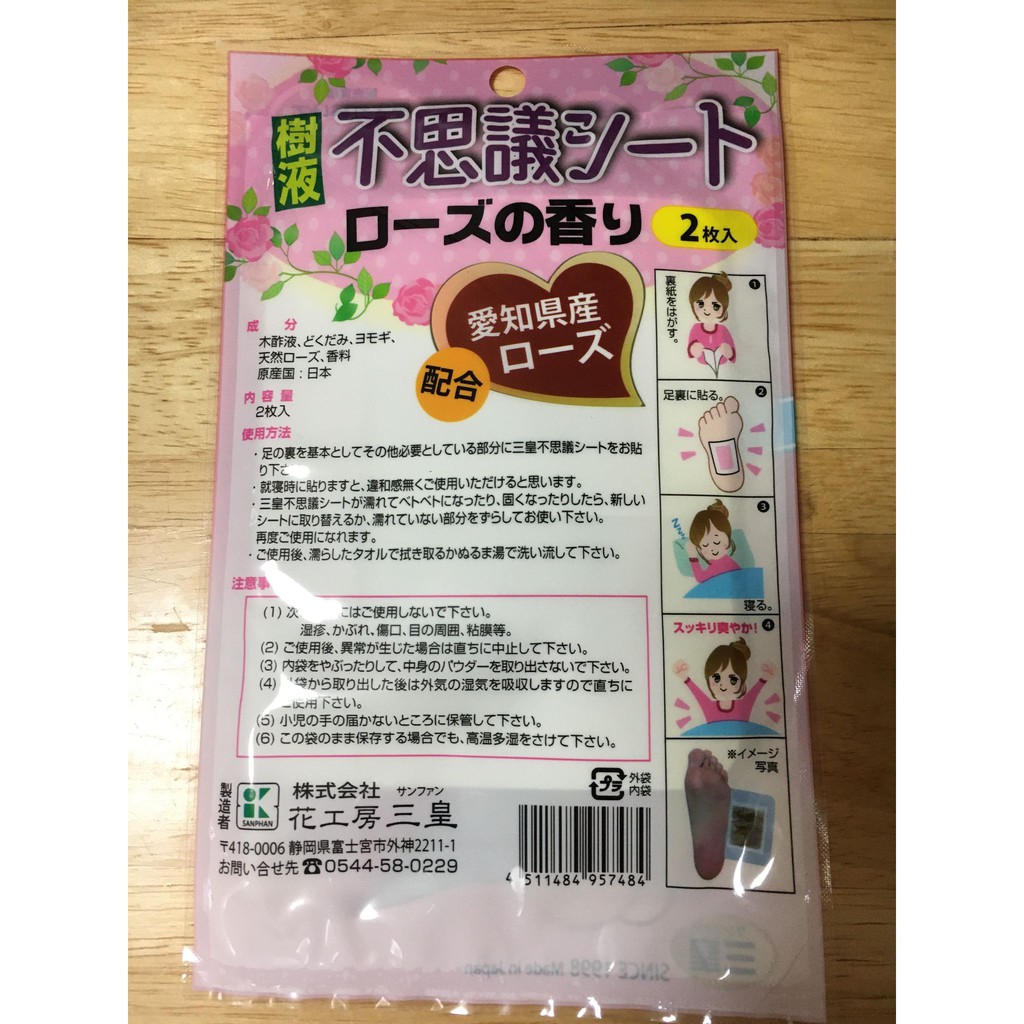 樹液
不思議シート
ローズの香り
2枚入
愛知県産
ローズ
配合
成分
木酢液、どくだみ、ヨモギ、
天然ローズ、香料
原産国:日本
内容量
2枚入
使用方法
・足の裏を基本としてその他必要としている部分に三皇不思議シートをお貼
り下さ
・就寝時に貼りますと、違和感無くご使用いただけると思います。
・三皇不思議シートが濡れてベトベトになったり、固くなったりしたら、新しい
シートに取り替えるか、濡れていない部分をずらしてお使い下さい。
再度ご使用になれます。
・ご使用後、濡らしたタオルで拭き取るかぬるま湯で洗い流して下さい。
注意事
(1) 次 にはご使用しないで下さい。
湿疹、かぶれ、傷口、目の周囲、粘膜等。
(2) ご使用後、異常が生じた場合は直ちに中止して下さい。
(3) 内袋をやぶったりして、中身のパウダーを取り出さないで下さい。
(4) 袋から取り出した後は外気の湿気を吸収しますので直ちに
使用下さい。
(5) 小児の手の届かないところに保管して下さい。
(6) この袋のまま保存する場合でも、高温多湿をさけて下さい。
製造者
SANPHAN
株式会社 サンファン
花工房三皇
〒418-0006 静岡県富士宮市外神2211-1
お問い合せ先 ☎0544-58-0229
プラ
外袋
内袋
4 511484 957484
❶
裏紙をはがす。
❷
足裏に貼る。
❸
zzz
寝る。
❹
スッキリ爽やか!
※イメージ
写真
SINCE 1998 Made in Japan